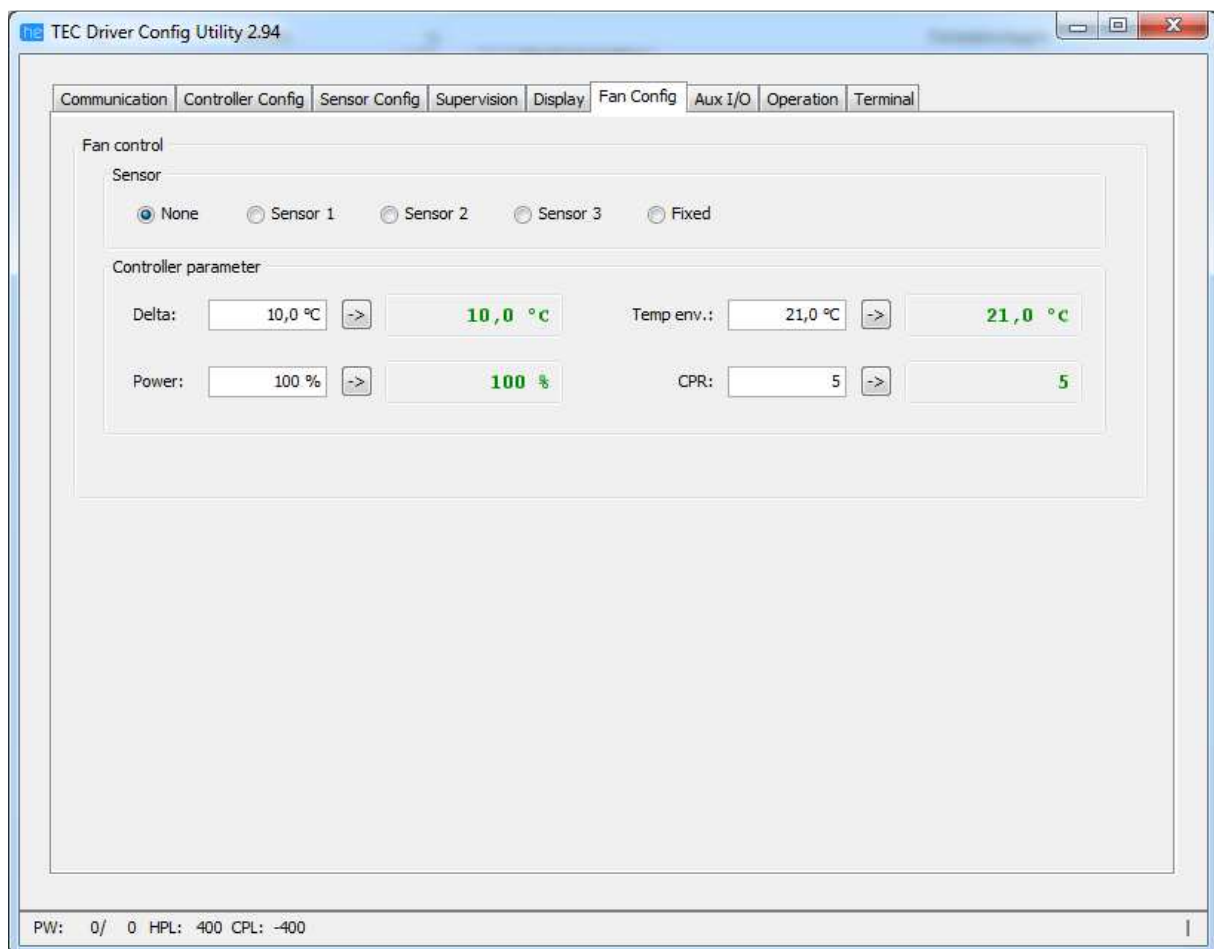 he TEC Driver Config Utility 2.94
Communication Controller Config Sensor Config Supervision Display Fan Config Aux I/O Operation Terminal
Fan control
Sensor
None Sensor 1 Sensor 2 Sensor 3 Fixed
Controller parameter
Delta: 10,0 °C -> 10,0 °C Temp env.: 21,0 °C -> 21,0 °C
Power: 100 % -> 100 % CPR: 5 -> 5
PW: 0/ 0 HPL: 400 CPL: -400